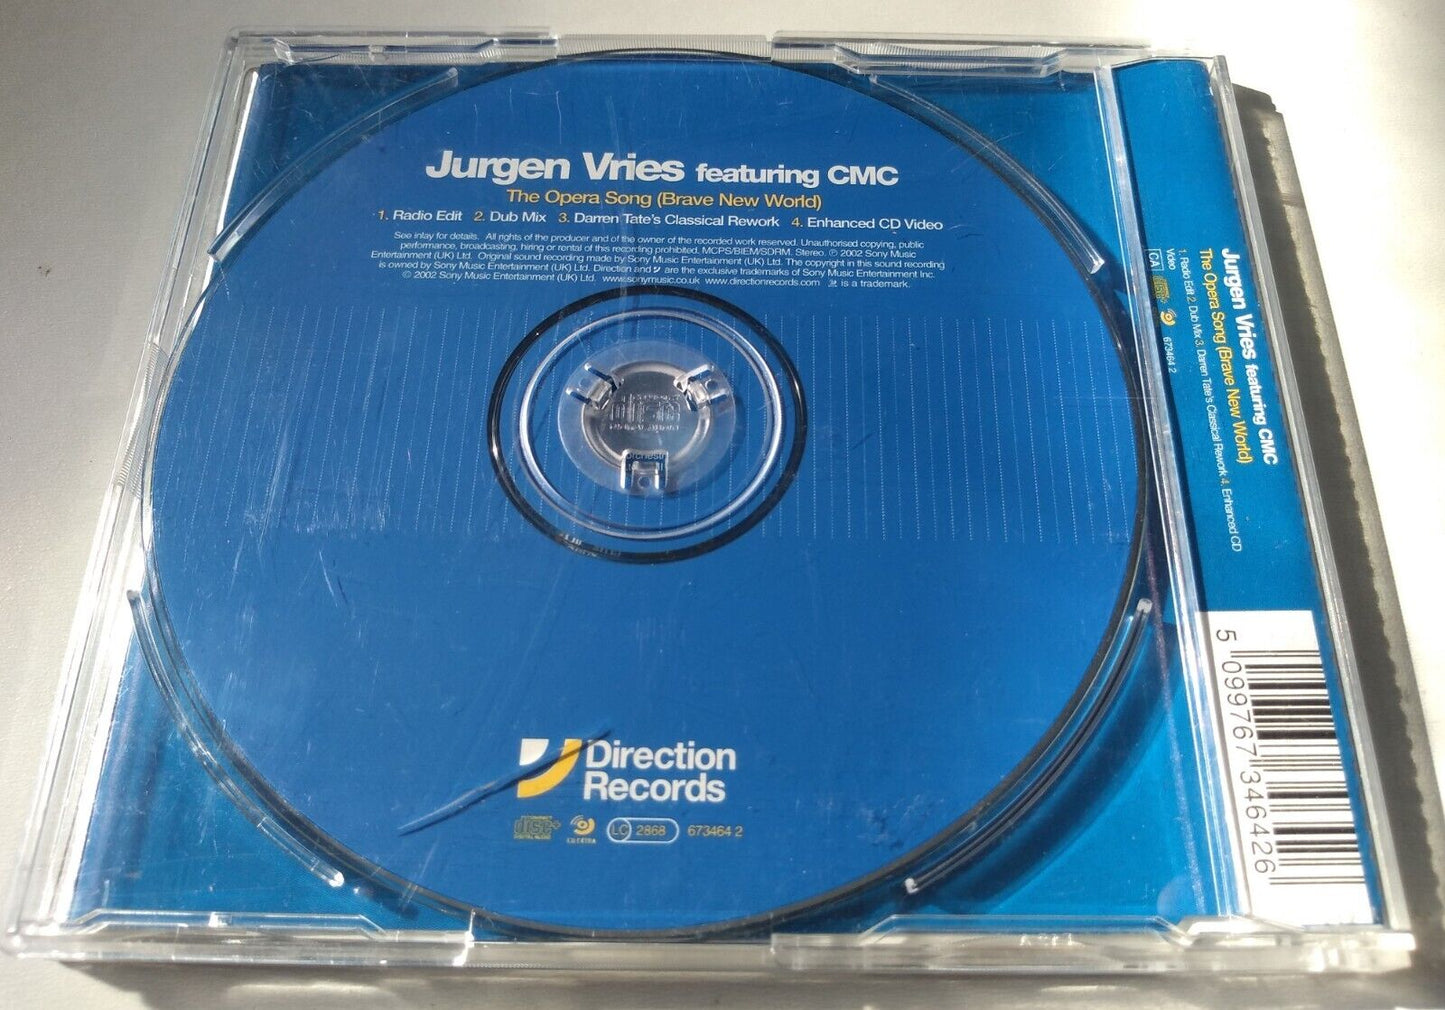 Jurgen Vries featuring CMC
The Opera Song (Brave New World)
1. Radio Edit 2. Dub Mix 3. Darren Tate's Classical Rework 4. Enhanced CD Video
See inlay for details. All rights of the producer and of the owner of the recorded work reserved. Unauthorised copying, public
performance, broadcasting, hiring or rental of this recording prohibited. MCPS/BIEM/SDRM. Stereo. ℗ 2002 Sony Music
Entertainment (UK) Ltd. Original sound recording made by Sony Music Entertainment (UK) Ltd. The copyright in this sound recording
is owned by Sony Music Entertainment (UK) Ltd. Direction and are the exclusive trademarks of Sony Music Entertainment Inc.
© 2002 Sony Music Entertainment (UK) Ltd. www.sonymusic.co.uk www.directionrecords.com is a trademark.
Direction
Records
disc
DIGITAL AUDIO
CD EXTRA
LC 2868
673464 2
Jurgen Vries featuring CMC
The Opera Song (Brave New World)
1. Radio Edit 2. Dub Mix 3. Darren Tate's Classical Rework 4. Enhanced CD
Video
CA
673464 2
5 099767 346426